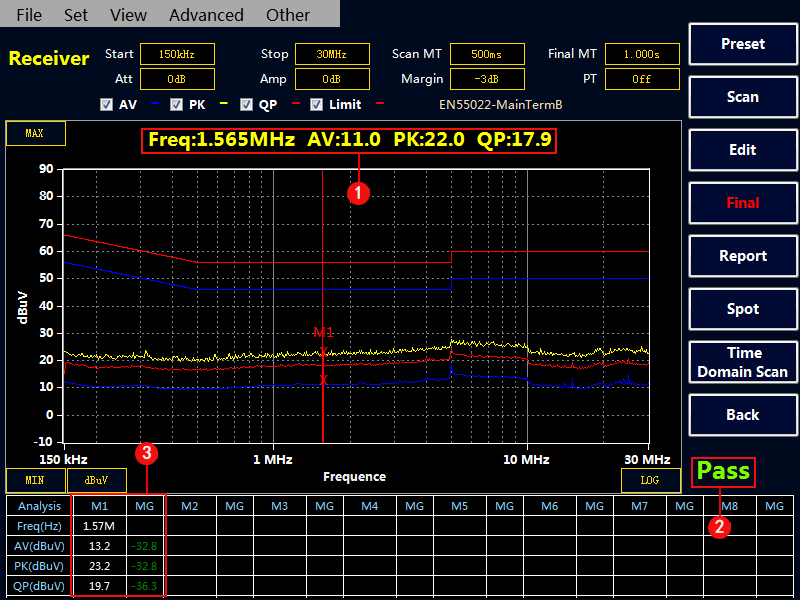 File Set View Advanced Other
Receiver
Start 150kHz Stop 30MHz Scan MT 500ms Final MT 1.000s
Att 0dB Amp 0dB Margin -3dB PT Off
AV PK QP Limit EN55022-MainTermB
MAX
Freq:1.565MHz AV:11.0 PK:22.0 QP:17.9
1
90
80
70
60
50
40
30
20
10
0
-10
dBuV
M1
150 kHz 1 MHz 10 MHz 30 MHz
Frequence
MIN dBuV LOG
3
Preset
Scan
Edit
Final
Report
Spot
Time
Domain Scan
Back
Pass
2
Analysis M1 MG M2 MG M3 MG M4 MG M5 MG M6 MG M7 MG M8 MG
Freq(Hz) 1.57M
AV(dBuV) 13.2 -32.8
PK(dBuV) 23.2 -32.8
QP(dBuV) 19.7 -36.3